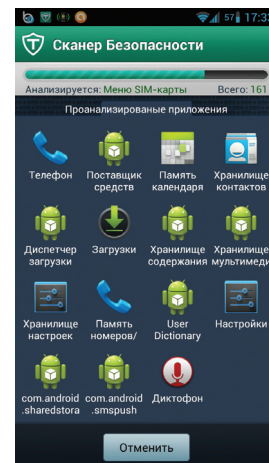 57 17:33
Сканер Безопасности
Анализируется: Меню SIM-карты Всего: 161
Проанализированые приложения
Телефон Поставщик средств Память календаря Хранилище контактов
Диспетчер загрузки Загрузки Хранилище содержания Хранилище мультимеди
Хранилище настроек Память номеров/ User Dictionary Настройки
com.android.sharedstora com.android.smspush Диктофон
Отменить